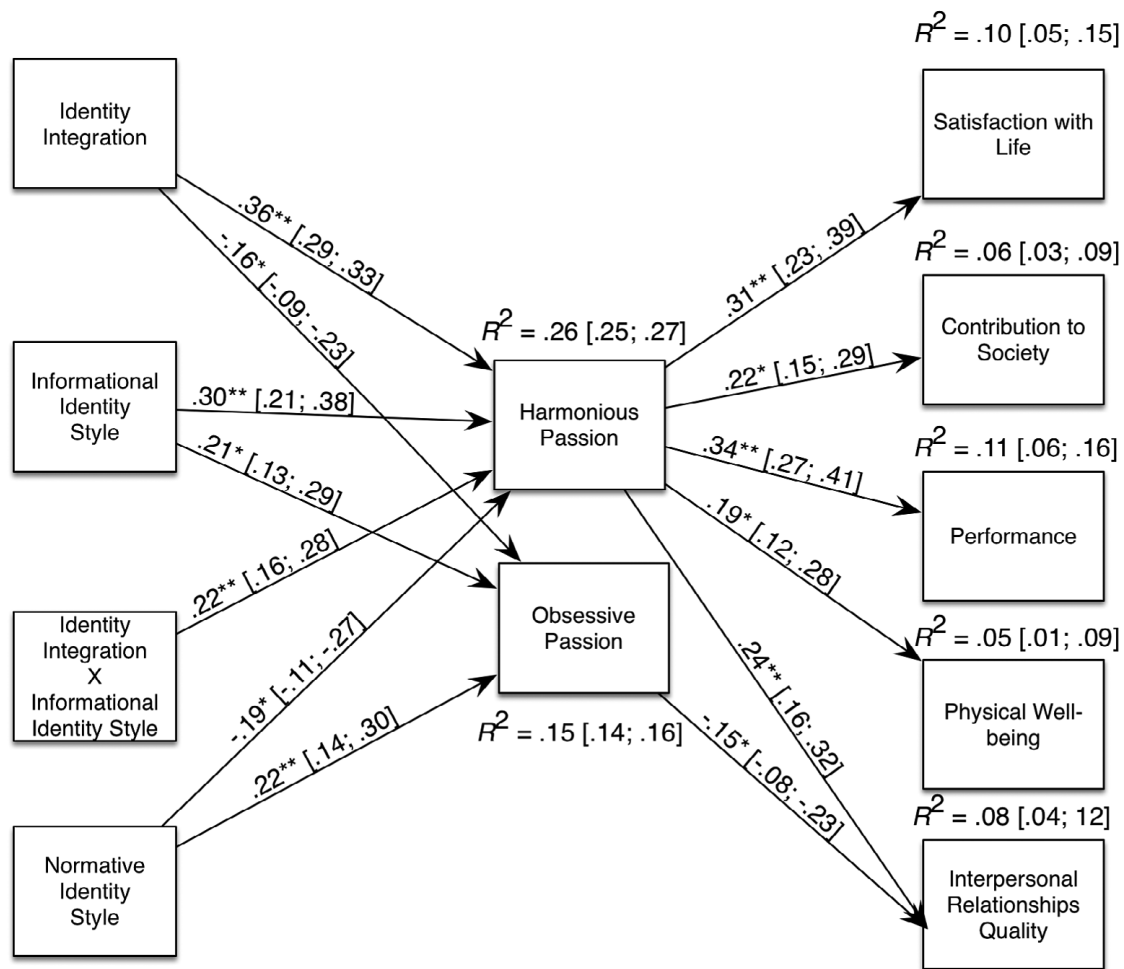 R² = .10 [.05; .15]
Identity
Integration
Satisfaction with
Life
.36** [.29; .33]
-.16* [-.09; -.23]
.31** [.23; .39]
R² = .06 [.03; .09]
R² = .26 [.25; .27]
Contribution to
Society
Informational
Identity
Style
.30** [.21; .38]
.21* [.13; .29]
Harmonious
Passion
.22* [.15; .29]
.34** [.27; .41]
R² = .11 [.06; .16]
Performance
.19* [.12; .28]
.22** [.16; .28]
Identity
Integration
X
Informational
Identity Style
-.19* [-.11; -.27]
Obsessive
Passion
R² = .15 [.14; .16]
.24** [.16; .32]
R² = .05 [.01; .09]
Physical Well-
being
.22** [.14; .30]
-.15* [-.08; -.23]
R² = .08 [.04; 12]
Normative
Identity
Style
Interpersonal
Relationships
Quality